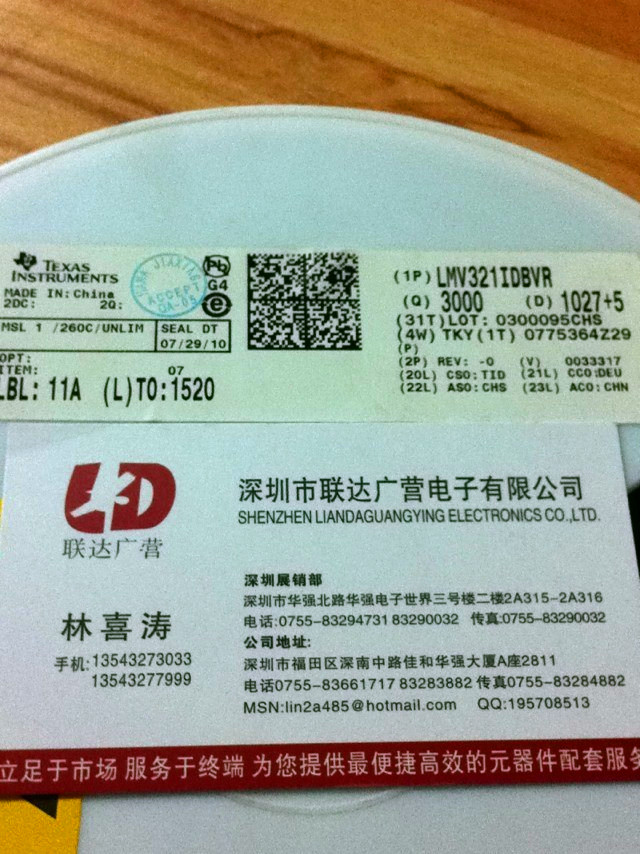 TEXAS
INSTRUMENTS
MADE IN:China
2DC: 2Q:
MSL 1 /260C/UNLIM
SEAL DT
07/29/10
OPT:
ITEM: 07
LBL: 11A (L)TO:1520
ACCEPT
Pb
G4
e
(1P) LMV321IDBVR
(Q) 3000 (D) 1027+5
(31T)LOT: 0300095CHS
(4W) TKY(1T) 0775364Z29
(P)
(2P) REV: -0 (V) 0033317
(20L) CSO:TID (21L) CCO:DEU
(22L) ASO:CHS (23L) ACO:CHN
LD
联达广营
深圳市联达广营电子有限公司
SHENZHEN LIANDAGUANGYING ELECTRONICS CO.,LTD.
林喜涛
手机:13543273033
13543277999
深圳展销部
深圳市华强北路华强电子世界三号楼二楼2A315-2A316
电话:0755-83294731 83290032 传真:0755-83290032
公司地址:
深圳市福田区深南中路佳和华强大厦A座2811
电话0755-83661717 83283882 传真0755-83284882
MSN:lin2a485@hotmail.com QQ:195708513
立足于市场 服务于终端 为您提供最便捷高效的元器件配套服务